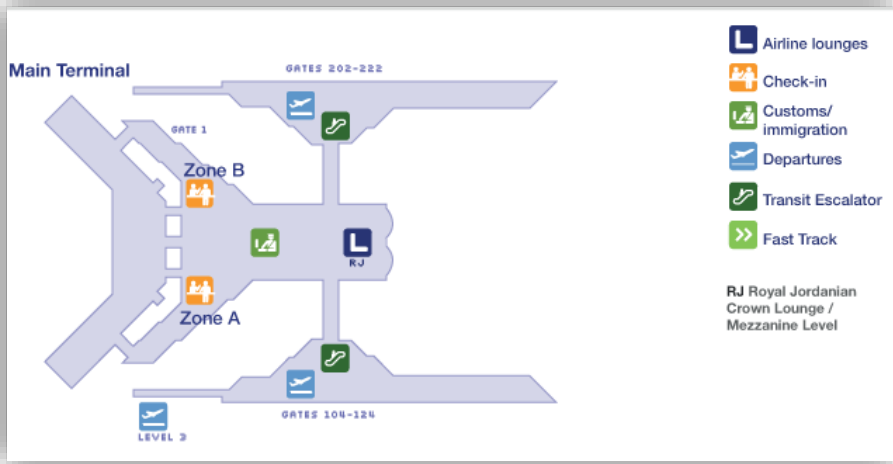 Main Terminal
GATES 202-222
GATE 1
Zone B
RJ
Zone A
GATES 104-124
LEVEL 3
L Airline lounges
Check-in
Customs/
immigration
Departures
Transit Escalator
Fast Track
RJ Royal Jordanian
Crown Lounge /
Mezzanine Level